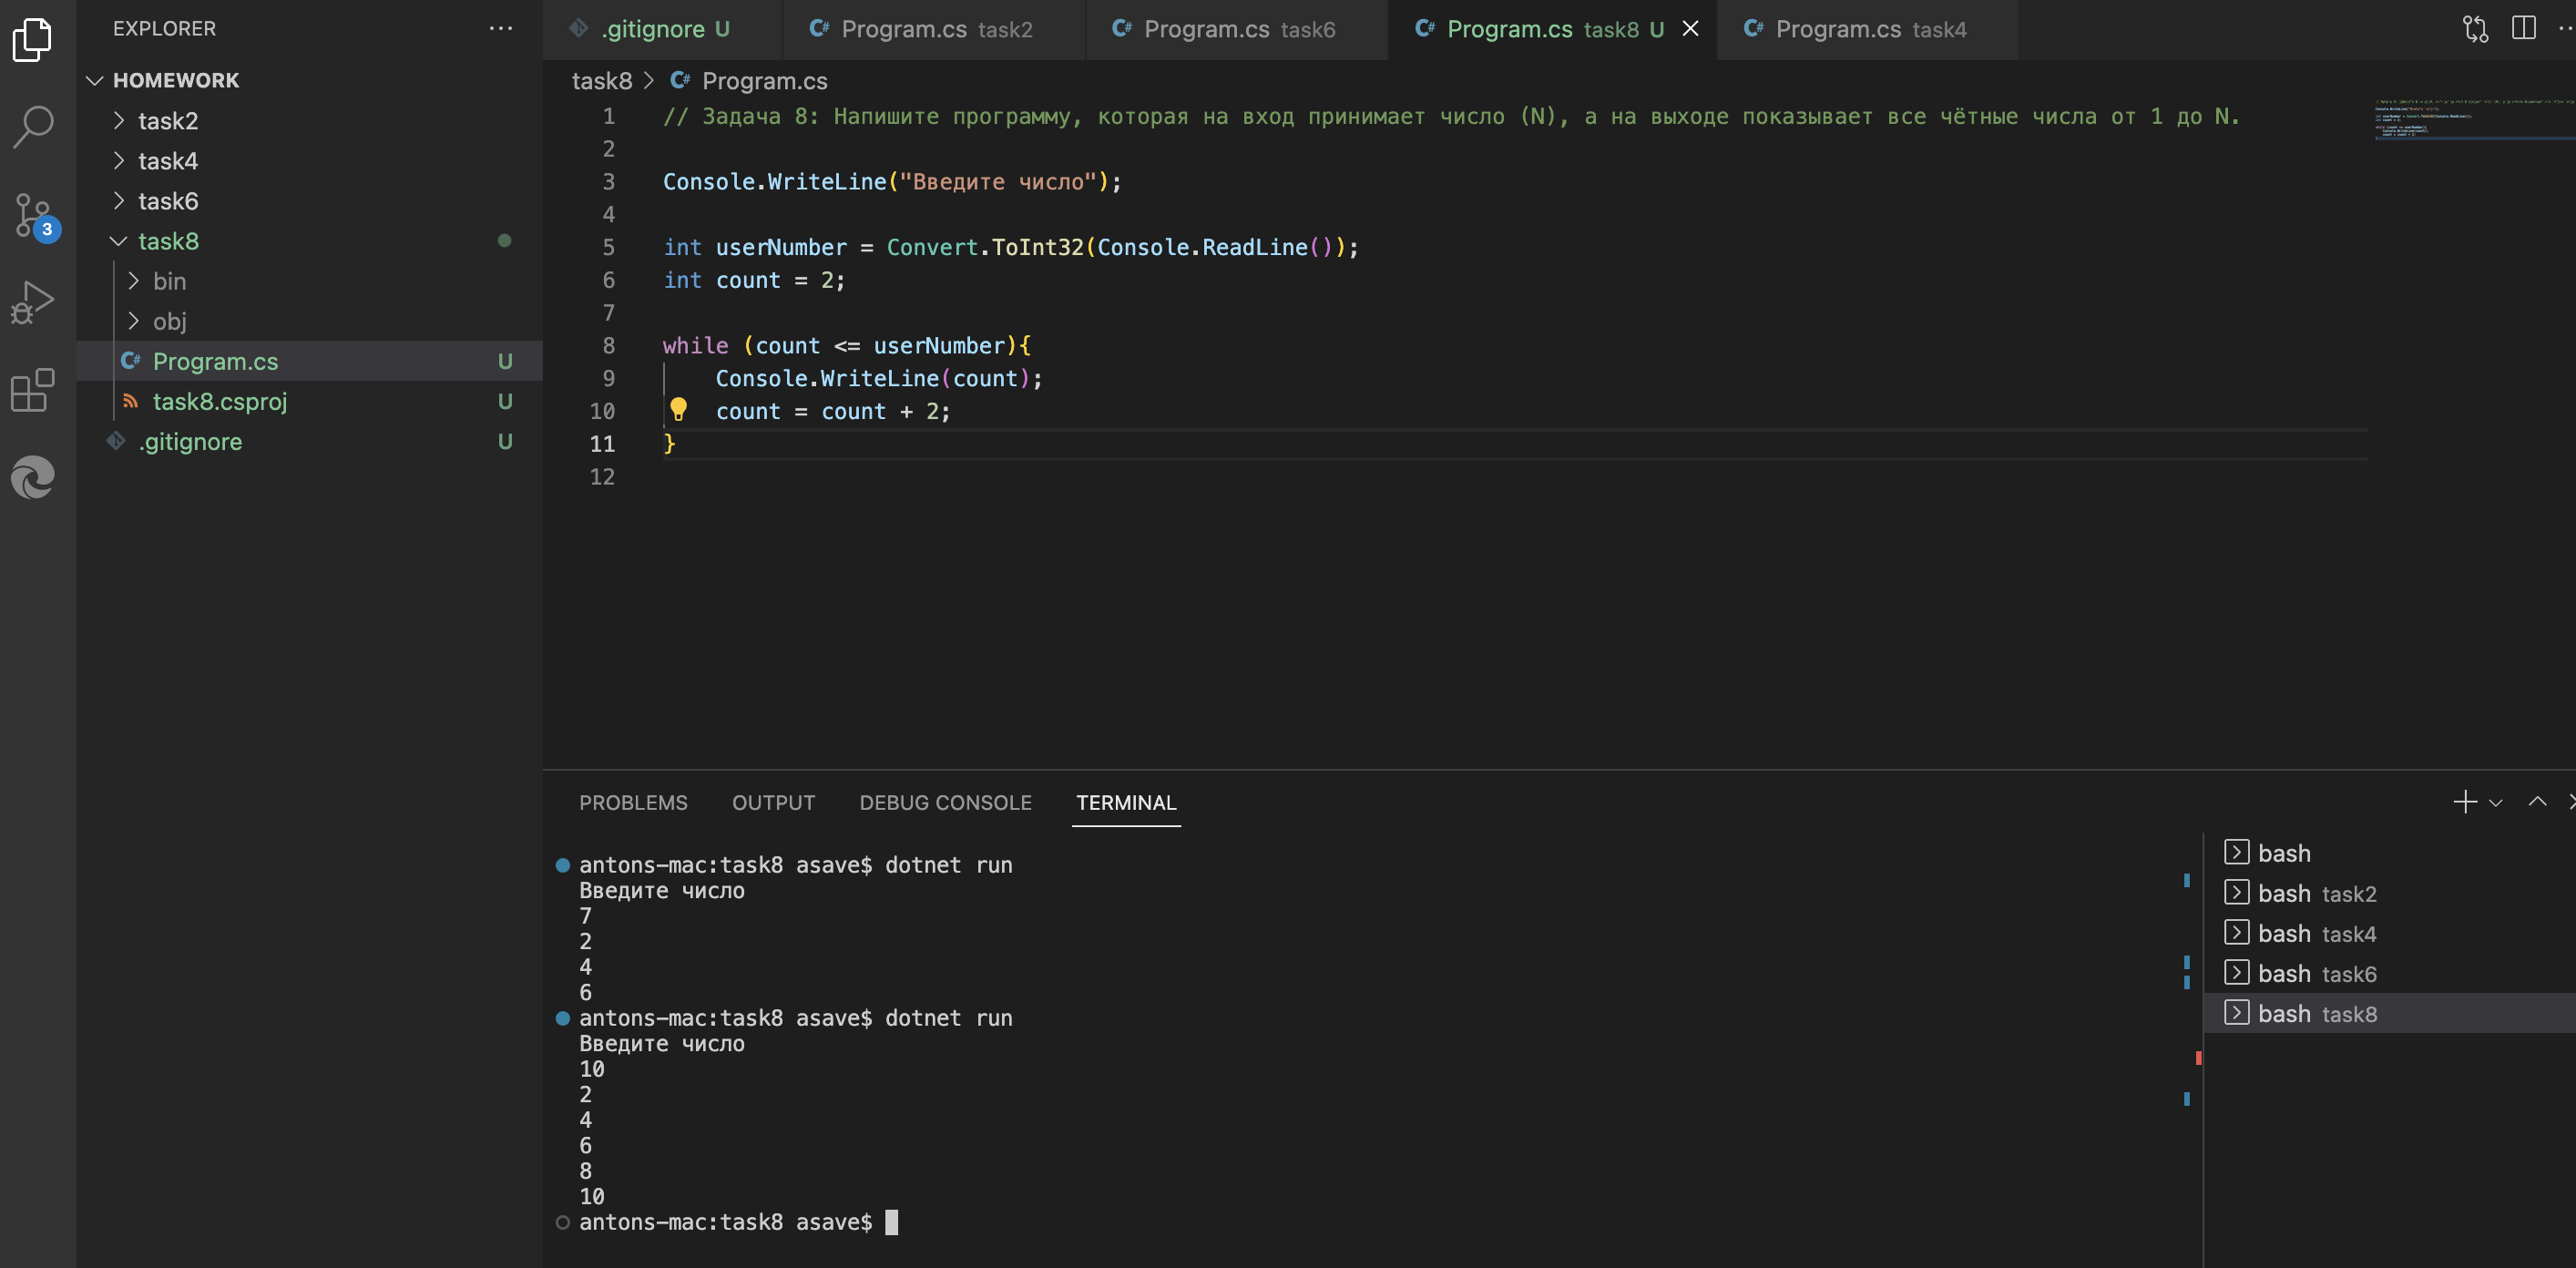 EXPLORER
HOMEWORK
task2
task4
task6
task8
bin
obj
Program.cs U
task8.csproj U
.gitignore U
3
.gitignore U
Program.cs task2
Program.cs task6
Program.cs task8 U
Program.cs task4
task8 > Program.cs
1 // Задача 8: Напишите программу, которая на вход принимает число (N), а на выходе показывает все чётные числа от 1 до N.
2
3 Console.WriteLine("Введите число");
4
5 int userNumber = Convert.ToInt32(Console.ReadLine());
6 int count = 2;
7
8 while (count <= userNumber){
9 Console.WriteLine(count);
10 count = count + 2;
11 }
12
PROBLEMS OUTPUT DEBUG CONSOLE TERMINAL
antons-mac:task8 asave$ dotnet run
Введите число
7
2
4
6
antons-mac:task8 asave$ dotnet run
Введите число
10
2
4
6
8
10
antons-mac:task8 asave$
bash
bash task2
bash task4
bash task6
bash task8